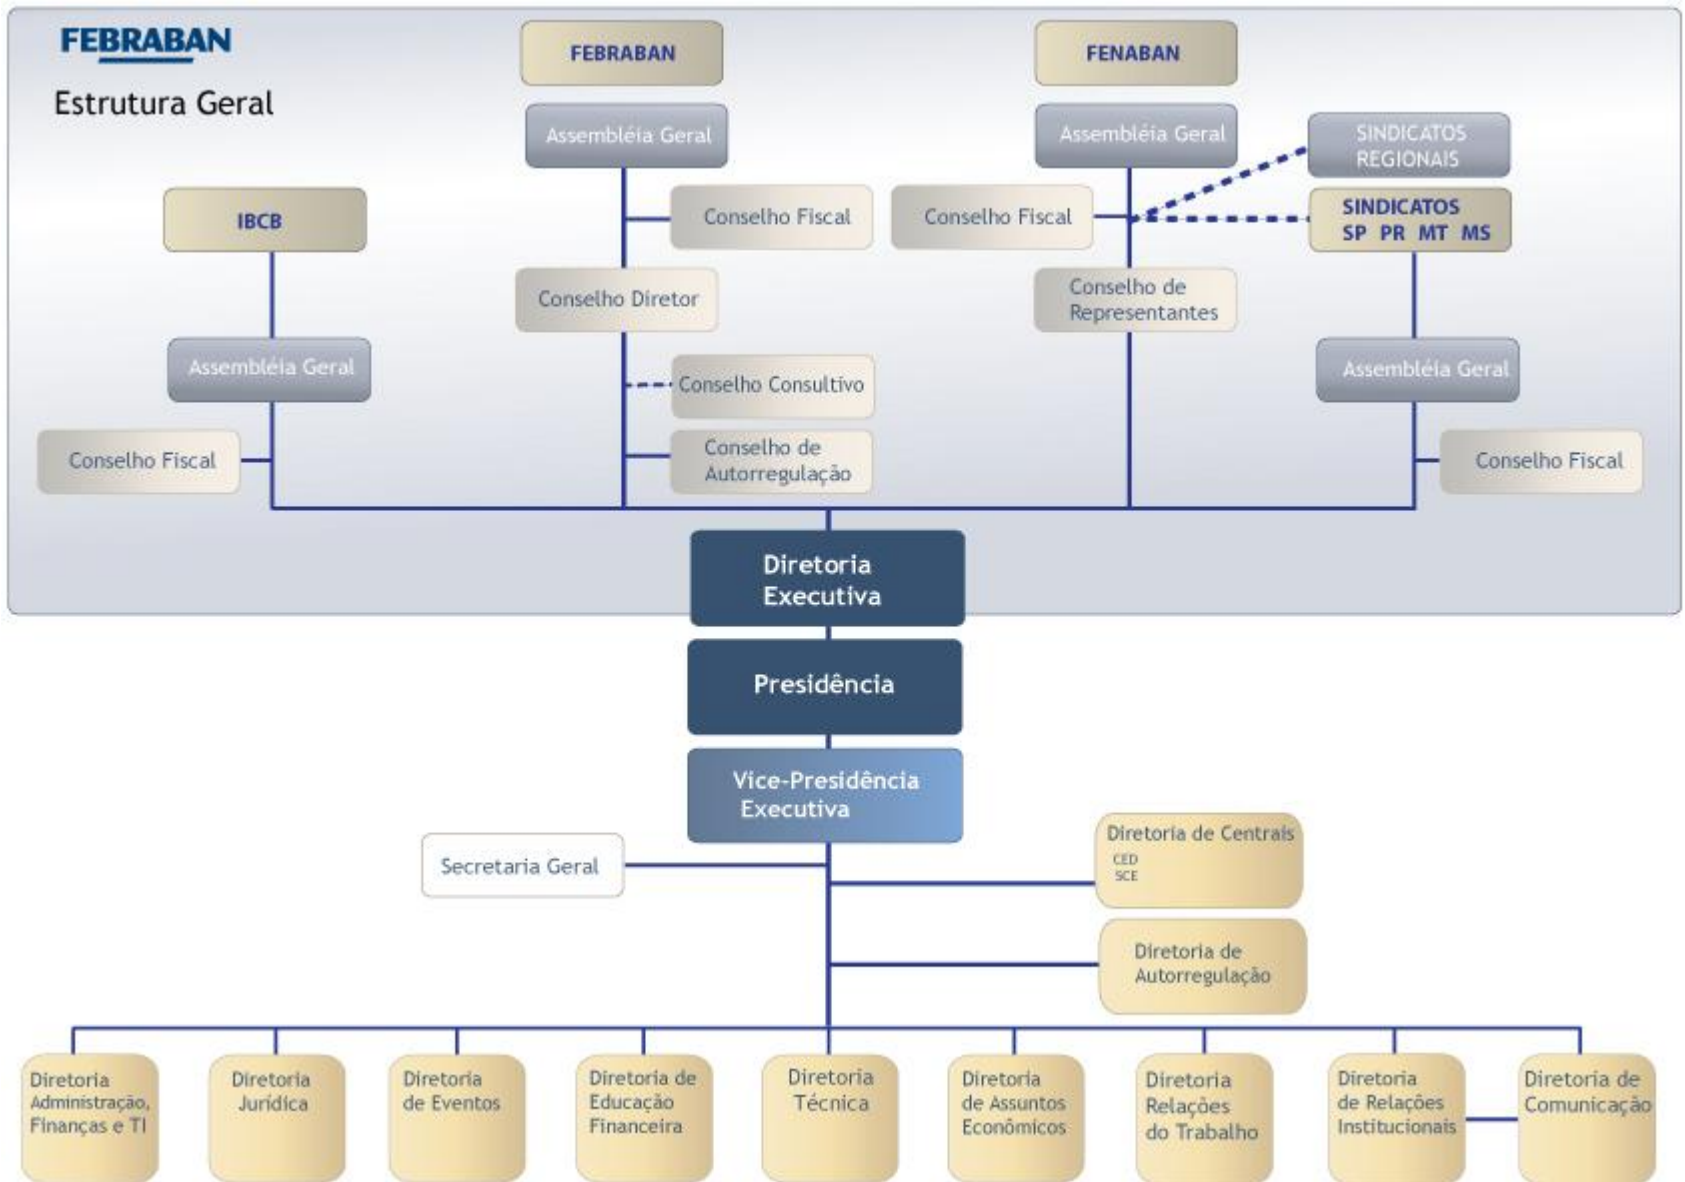 FEBRABAN
Estrutura Geral
FEBRABAN
FENABAN
Assembléia Geral
Assembléia Geral
SINDICATOS
REGIONAIS
IBCB
Conselho Fiscal
Conselho Fiscal
SINDICATOS
SP PR MT MS
Conselho Diretor
Conselho de
Representantes
Assembléia Geral
Conselho Consultivo
Assembléia Geral
Conselho Fiscal
Conselho de
Autorregulação
Conselho Fiscal
Diretoria
Executiva
Presidência
Vice-Presidência
Executiva
Secretaria Geral
Diretoria de Centrais
CED
SCE
Diretoria de
Autorregulação
Diretoria
Administração,
Finanças e TI
Diretoria
Jurídica
Diretoria
de Eventos
Diretoria de
Educação
Financeira
Diretoria
Técnica
Diretoria
de Assuntos
Econômicos
Diretoria
Relações
do Trabalho
Diretoria
de Relações
Institucionais
Diretoria de
Comunicação